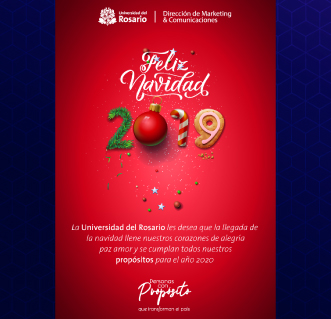 Universidad del
Rosario
Dirección de Marketing
& Comunicaciones
Feliz
Navidad
2019
La Universidad del Rosario les desea que la llegada de
la navidad llene nuestros corazones de alegría
paz amor y se cumplan todos nuestros
propósitos para el año 2020
Personas
con
Propósito
que transforman el país